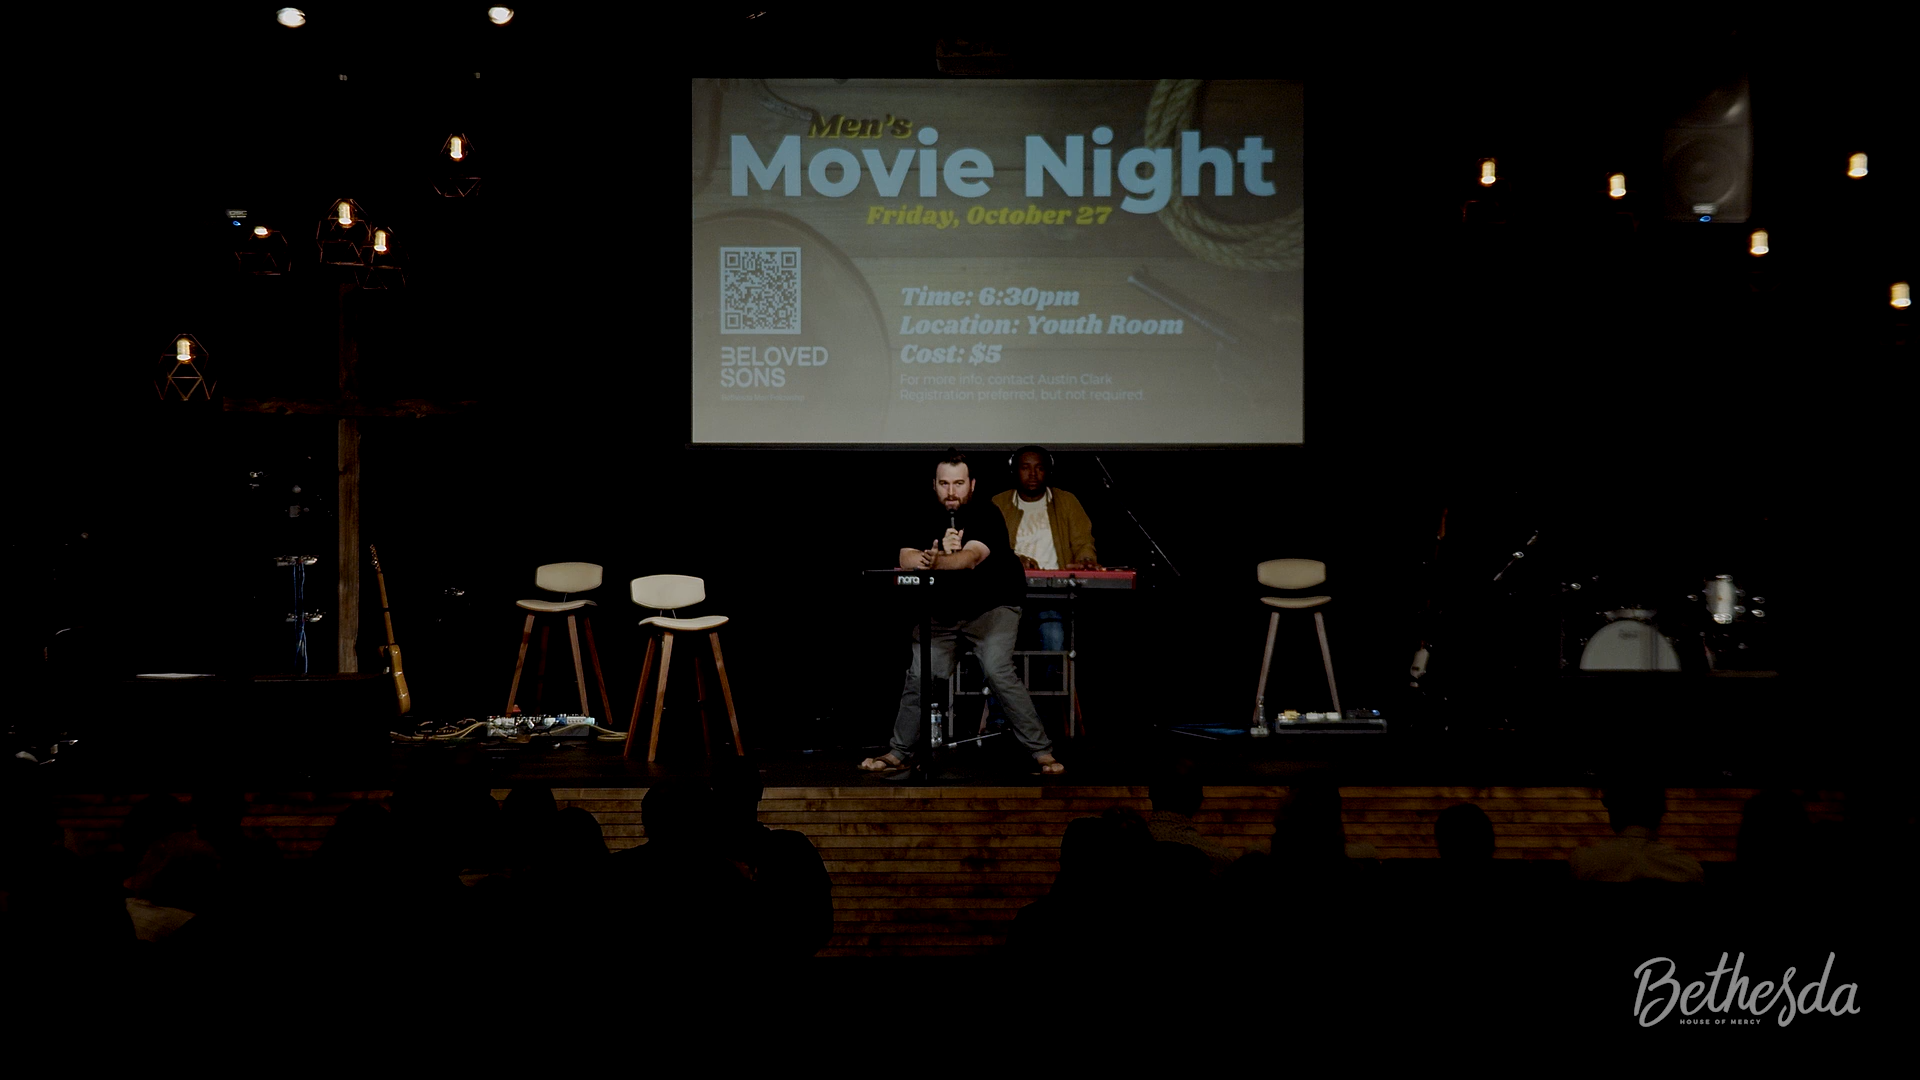 Men's
Movie Night
Friday, October 27
Time: 6:30pm
Location: Youth Room
Cost: $5
For more info, contact Austin Clark
Registration preferred, but not required.
BELOVED
SONS
nord
Bethesda
HOUSE OF MERCY